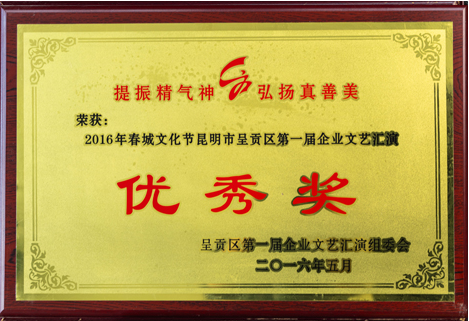 提振精气神 弘扬真善美
荣获：
2016年春城文化节昆明市呈贡区第一届企业文艺汇演
优秀奖
呈贡区第一届企业文艺汇演组委会
二〇一六年五月